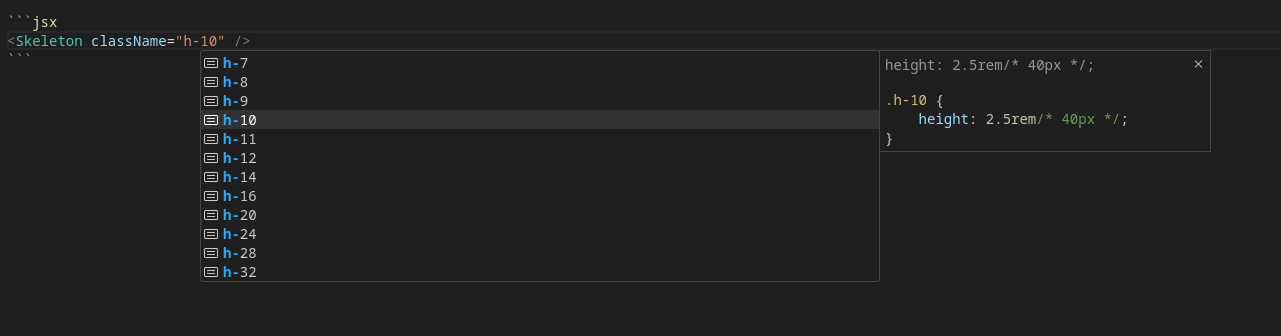 ```jsx
<Skeleton className="h-10" />
```
h-7
h-8
h-9
h-10
h-11
h-12
h-14
h-16
h-20
h-24
h-28
h-32
height: 2.5rem/* 40px */;
.h-10 {
    height: 2.5rem/* 40px */;
}